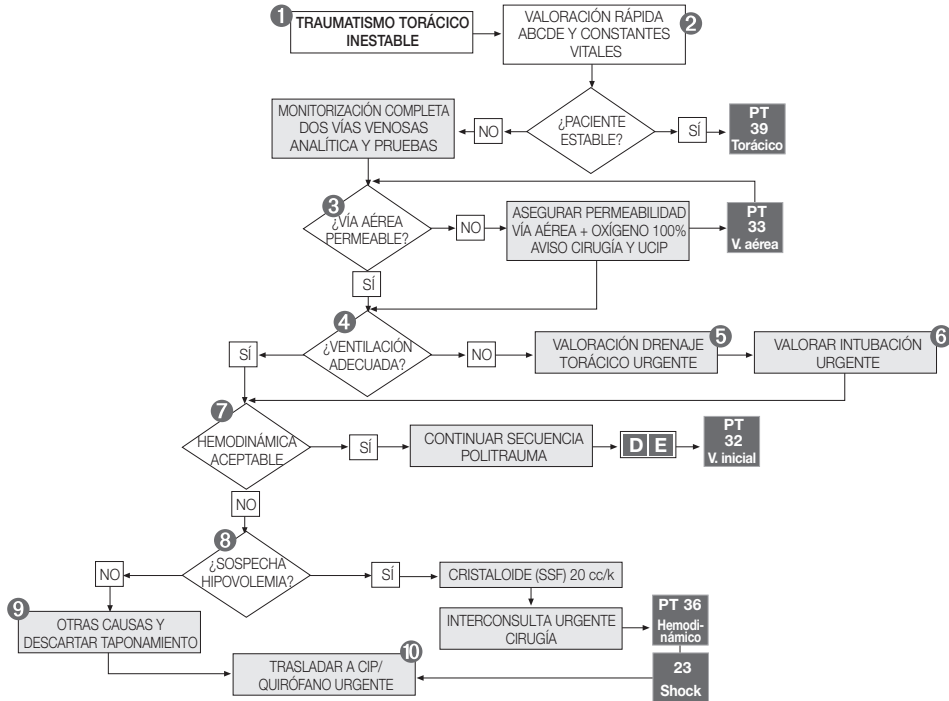 1
TRAUMATISMO TORÁCICO
INESTABLE
VALORACIÓN RÁPIDA
ABCDE Y CONSTANTES
VITALES
2
MONITORIZACIÓN COMPLETA
DOS VÍAS VENOSAS
ANALÍTICA Y PRUEBAS
NO
¿PACIENTE
ESTABLE?
SÍ
PT
39
Torácico
3
¿VÍA AÉREA
PERMEABLE?
NO
ASEGURAR PERMEABILIDAD
VÍA AÉREA + OXÍGENO 100%
AVISO CIRUGÍA Y UCIP
PT
33
V. aérea
SÍ
4
¿VENTILACIÓN
ADECUADA?
SÍ
NO
VALORACIÓN DRENAJE
TORÁCICO URGENTE
5
VALORAR INTUBACIÓN
URGENTE
6
7
HEMODINÁMICA
ACEPTABLE
SÍ
CONTINUAR SECUENCIA
POLITRAUMA
D E
PT
32
V. inicial
NO
8
¿SOSPECHA
HIPOVOLEMIA?
NO
SÍ
CRISTALOIDE (SSF) 20 cc/k
9
OTRAS CAUSAS Y
DESCARTAR TAPONAMIENTO
INTERCONSULTA URGENTE
CIRUGÍA
PT 36
Hemodi-
námico
10
TRASLADAR A CIP/
QUIRÓFANO URGENTE
23
Shock